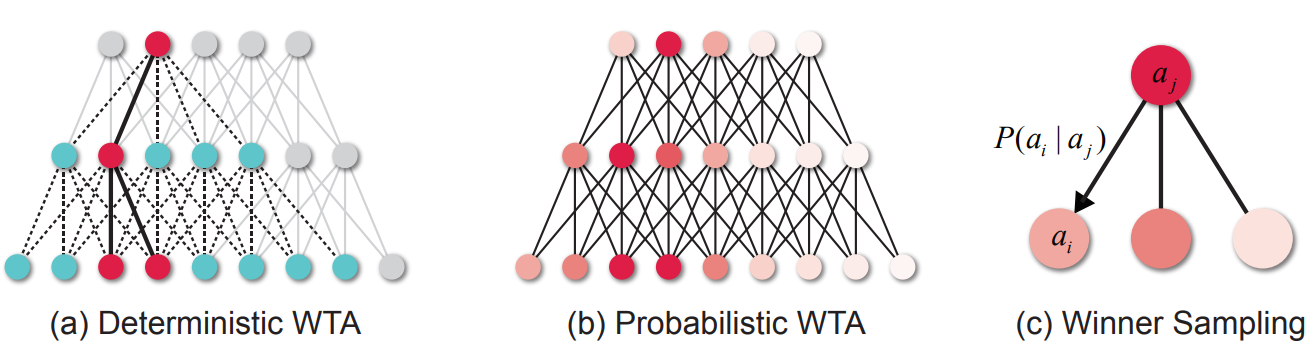 a_j
P(a_i | a_j)
a_i
(a) Deterministic WTA
(b) Probabilistic WTA
(c) Winner Sampling